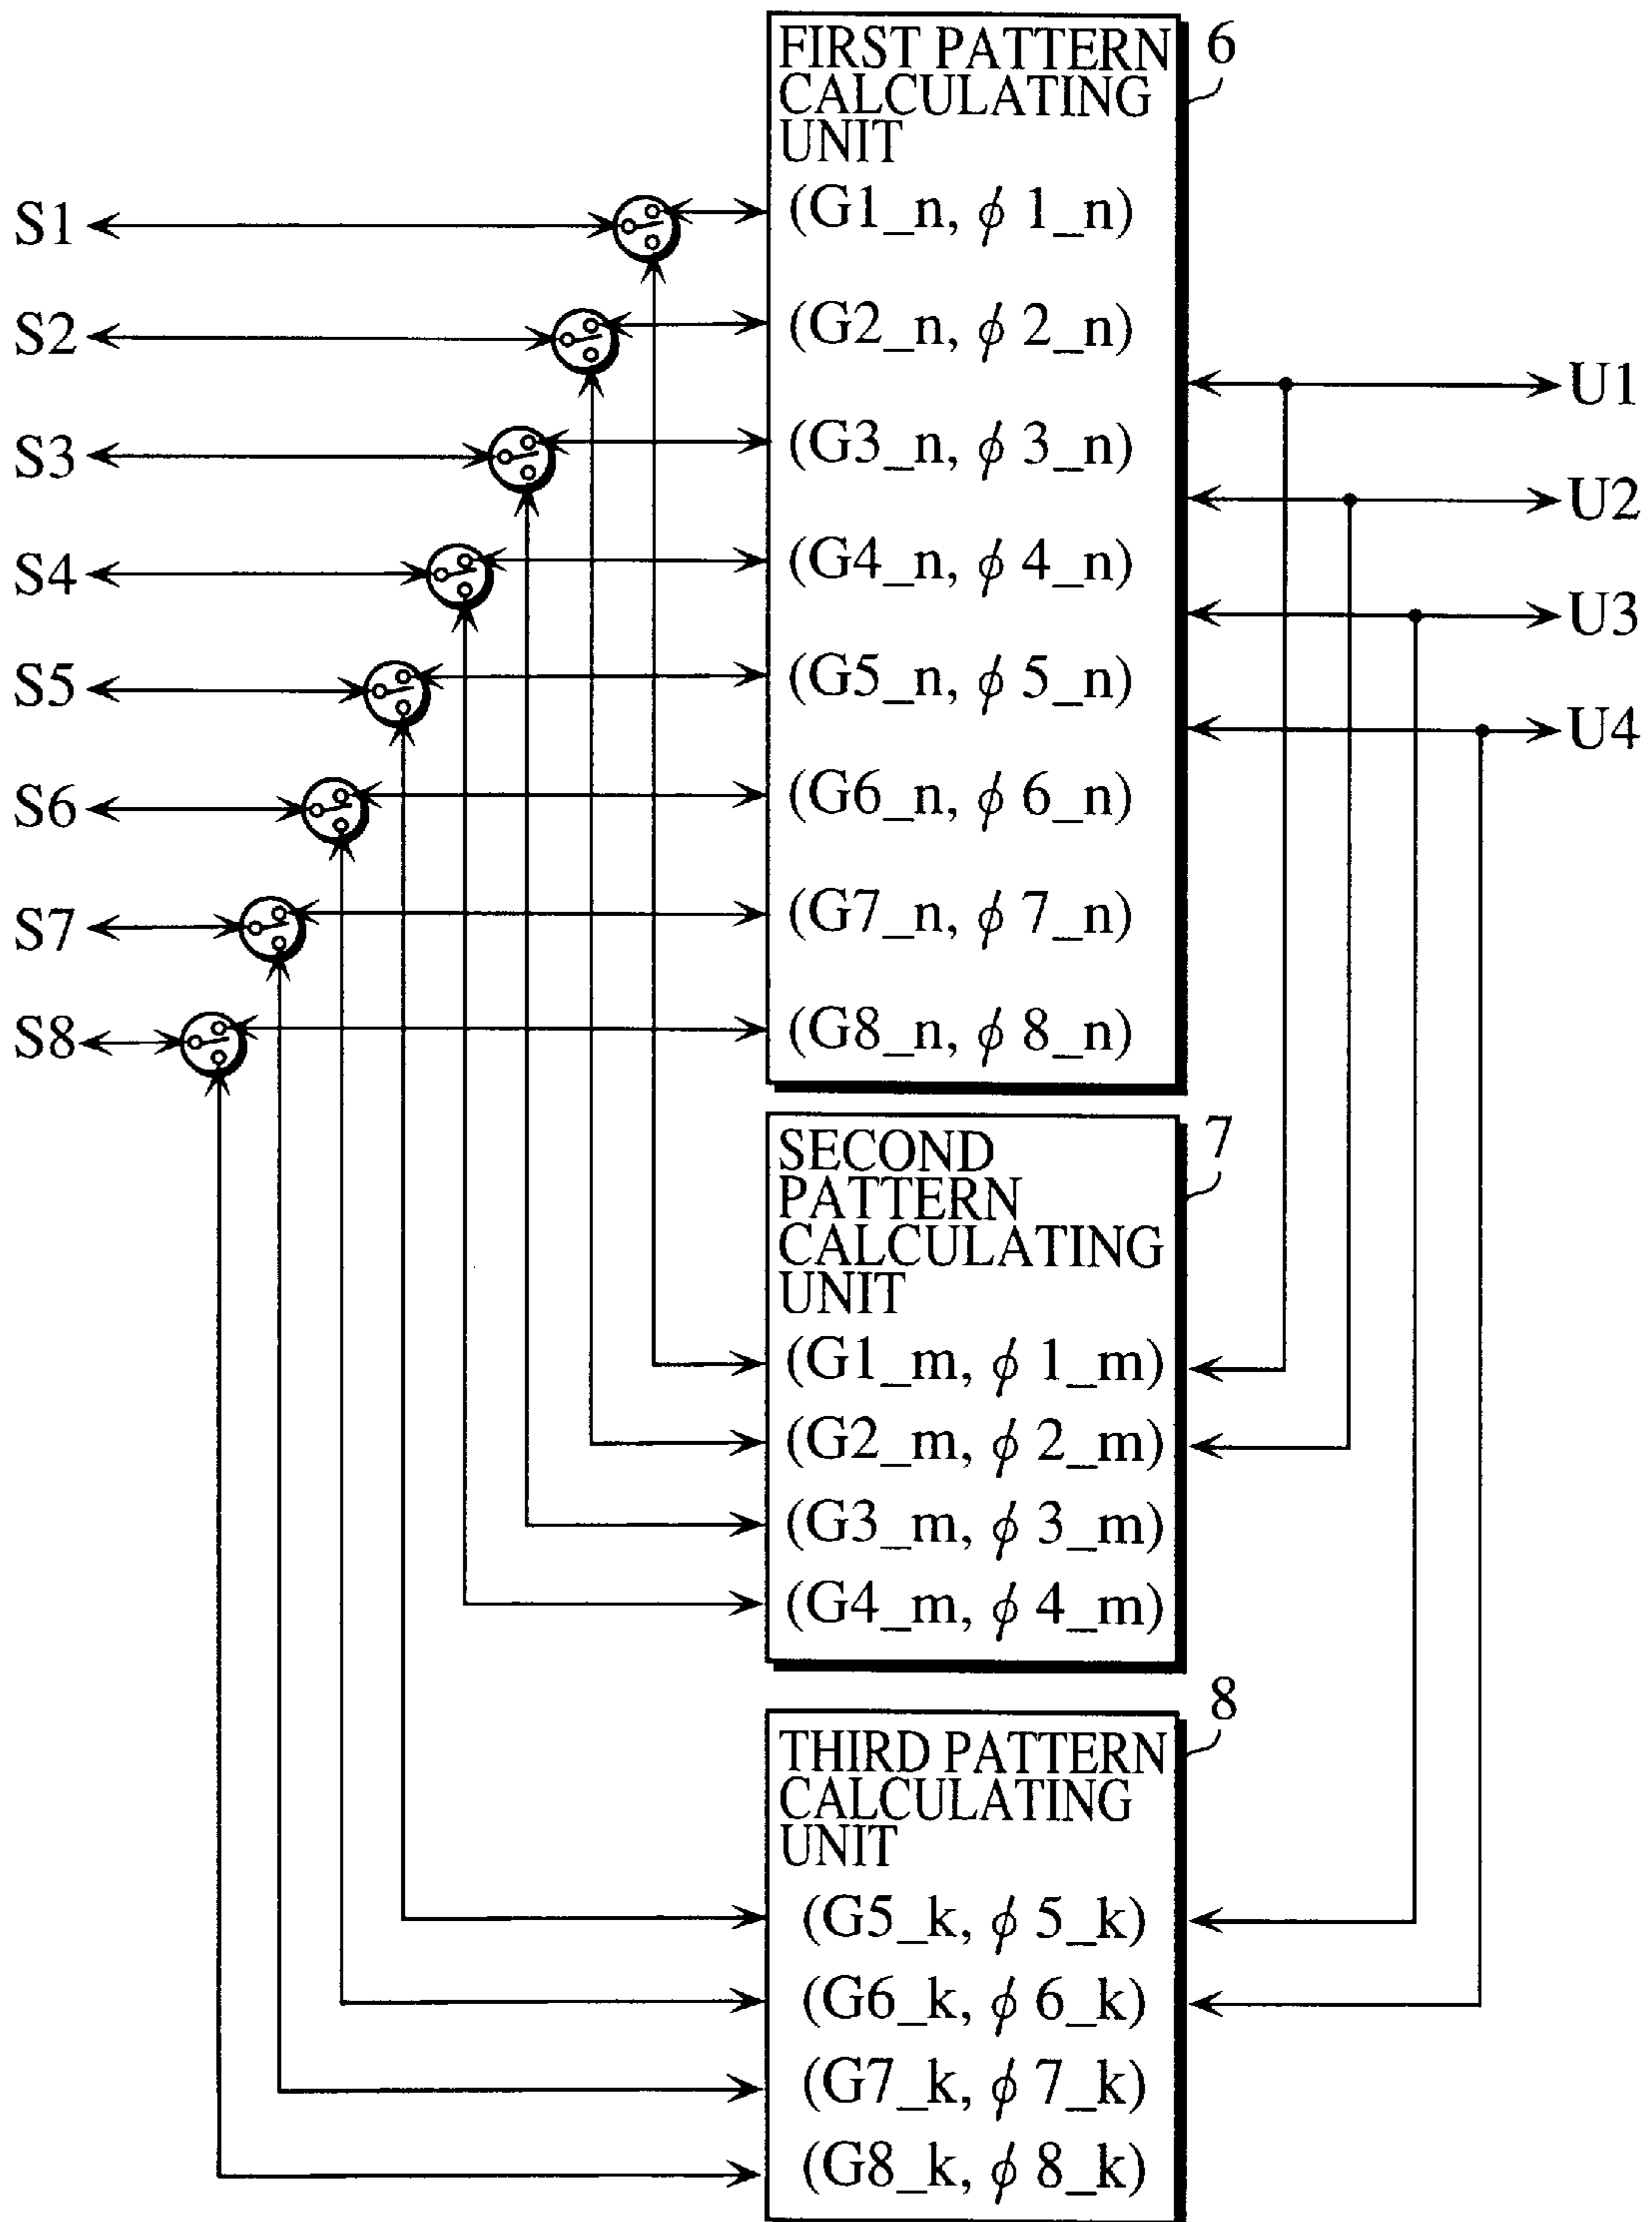 FIRST PATTERN
CALCULATING
UNIT
6
S1
(G1_n, ϕ 1_n)
S2
(G2_n, ϕ 2_n)
U1
S3
(G3_n, ϕ 3_n)
U2
S4
(G4_n, ϕ 4_n)
U3
S5
(G5_n, ϕ 5_n)
U4
S6
(G6_n, ϕ 6_n)
S7
(G7_n, ϕ 7_n)
S8
(G8_n, ϕ 8_n)
SECOND
PATTERN
CALCULATING
UNIT
7
(G1_m, ϕ 1_m)
(G2_m, ϕ 2_m)
(G3_m, ϕ 3_m)
(G4_m, ϕ 4_m)
THIRD PATTERN
CALCULATING
UNIT
8
(G5_k, ϕ 5_k)
(G6_k, ϕ 6_k)
(G7_k, ϕ 7_k)
(G8_k, ϕ 8_k)